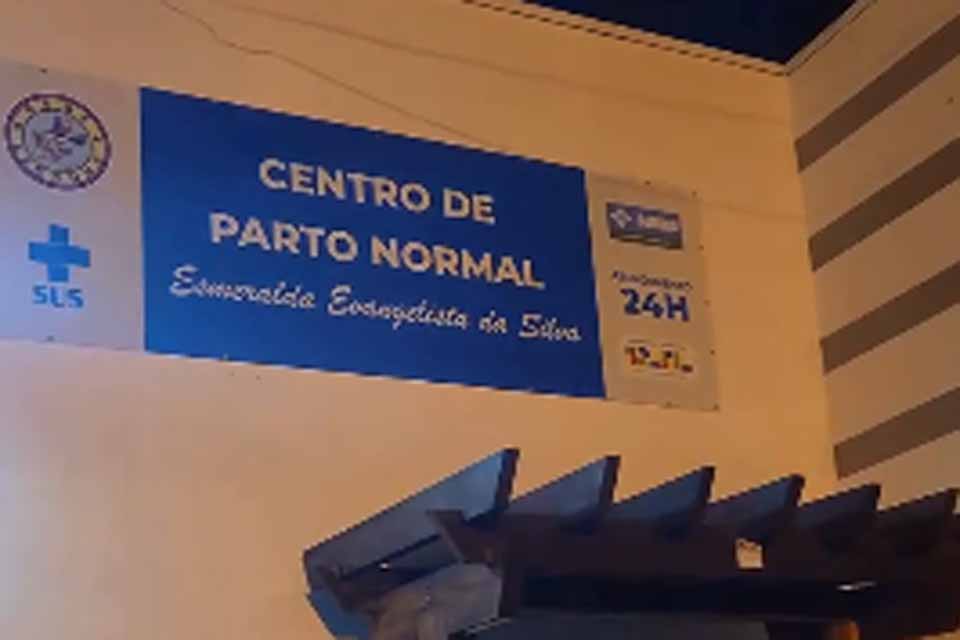 SUS
CENTRO DE
PARTO NORMAL
Esmeralda Evangelista da Silva
24H